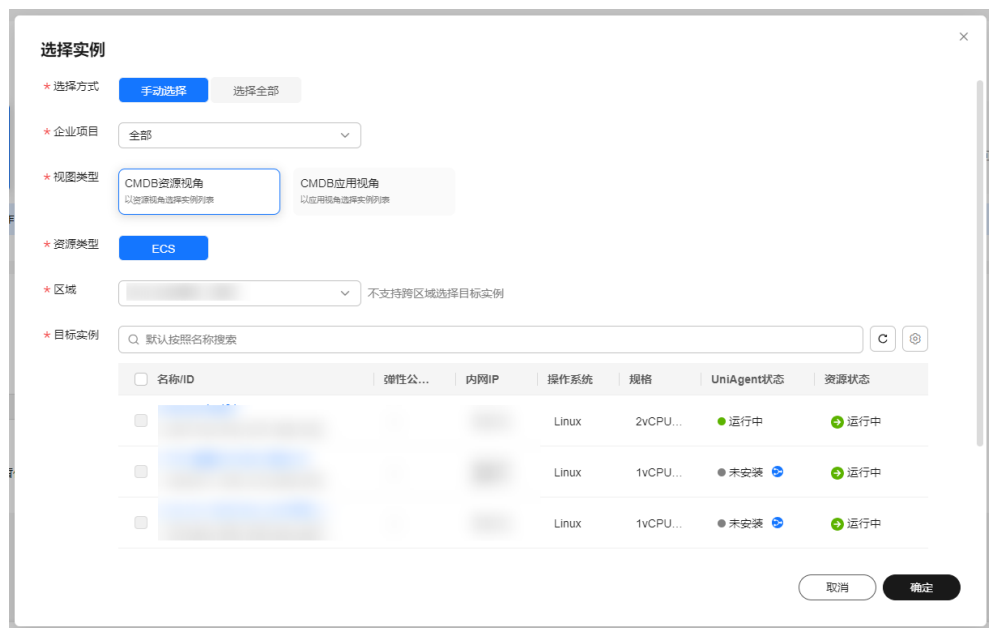 选择实例
* 选择方式 手动选择 选择全部
* 企业项目 全部
* 视图类型 CMDB资源视角 CMDB应用视角
以资源视角选择实例列表 以应用视角选择实例列表
* 资源类型 ECS
* 区域 不支持跨区域选择目标实例
* 目标实例 默认按照名称搜索
名称/ID 弹性公... 内网IP 操作系统 规格 UniAgent状态 资源状态
Linux 2vCPU... 运行中 运行中
Linux 1vCPU... 未安装 运行中
Linux 1vCPU... 未安装 运行中
取消 确定